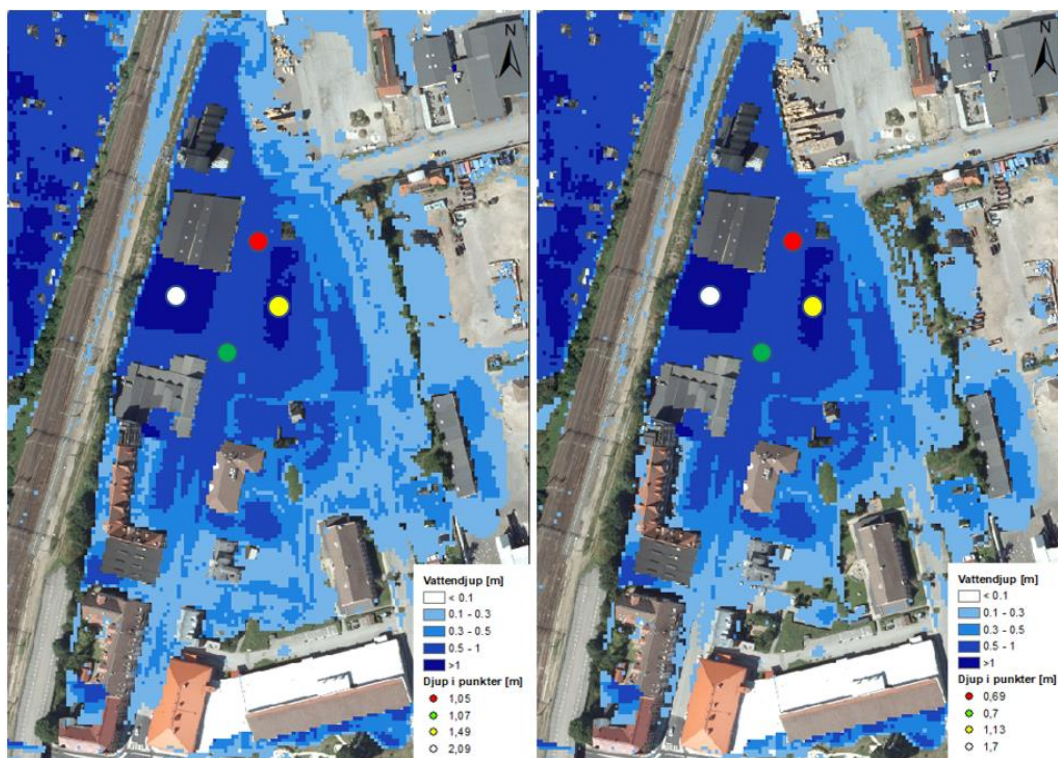 N
Vattendjup [m]
< 0.1
0.1 - 0.3
0.3 - 0.5
0.5 - 1
>1
Djup i punkter [m]
1,05
1,07
1,49
2,09
N
Vattendjup [m]
< 0.1
0.1 - 0.3
0.3 - 0.5
0.5 - 1
>1
Djup i punkter [m]
0,69
0,7
1,13
1,7